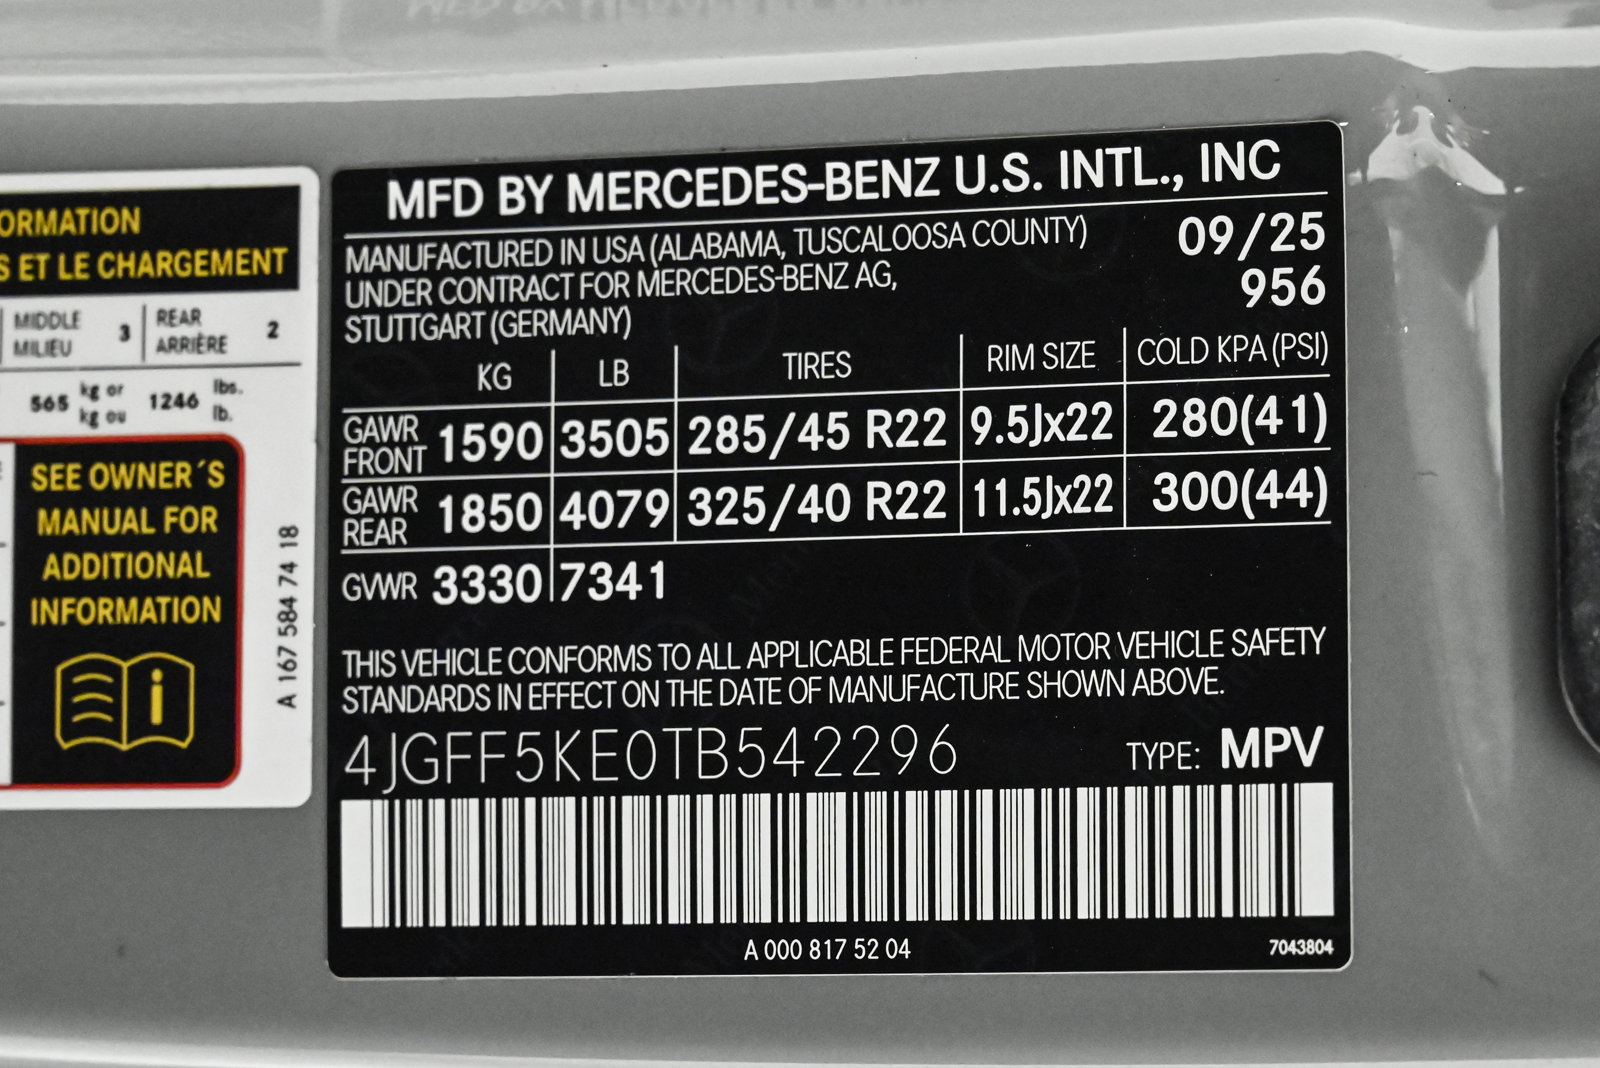 ORMATION
S ET LE CHARGEMENT
MIDDLE
MILIEU
3
REAR
ARRIÈRE
2
565 kg or
kg ou
1246 lbs.
lb.
SEE OWNER´S
MANUAL FOR
ADDITIONAL
INFORMATION
A 167 584 74 18
MFD BY MERCEDES-BENZ U.S. INTL., INC
MANUFACTURED IN USA (ALABAMA, TUSCALOOSA COUNTY)
UNDER CONTRACT FOR MERCEDES-BENZ AG,
STUTTGART (GERMANY)
09/25
956
KG LB TIRES RIM SIZE COLD KPA (PSI)
GAWR FRONT 1590 3505 285/45 R22 9.5Jx22 280(41)
GAWR REAR 1850 4079 325/40 R22 11.5Jx22 300(44)
GVWR 3330 7341
THIS VEHICLE CONFORMS TO ALL APPLICABLE FEDERAL MOTOR VEHICLE SAFETY
STANDARDS IN EFFECT ON THE DATE OF MANUFACTURE SHOWN ABOVE.
4JGFF5KE0TB542296 TYPE: MPV
A 000 817 52 04
7043804